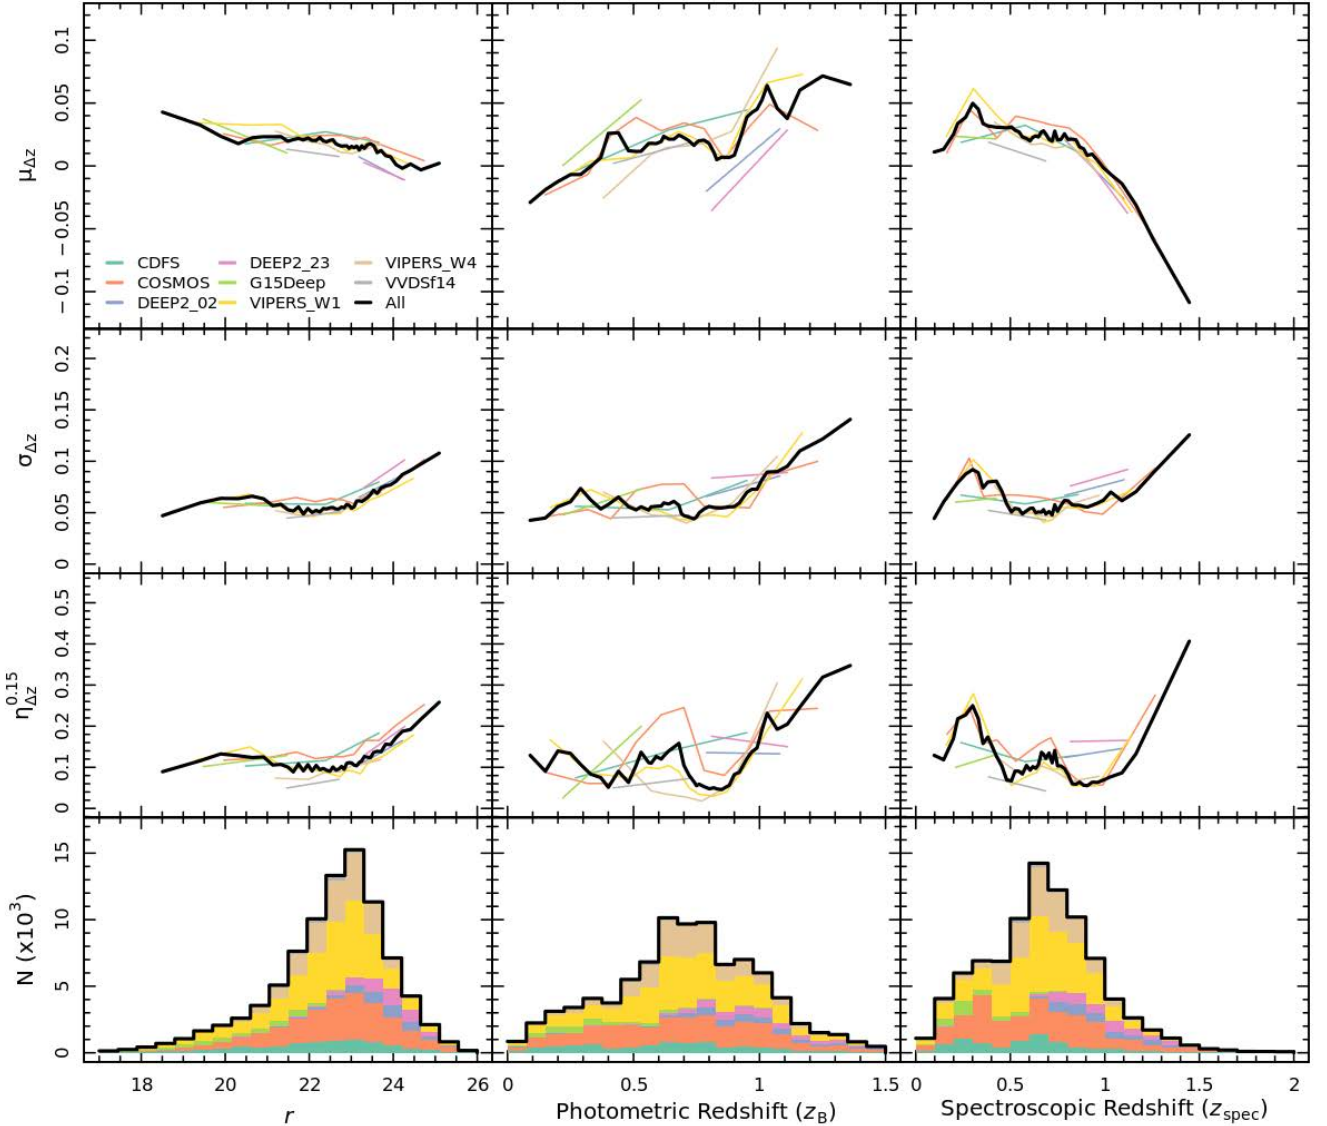 μΔz
0.1
0.05
0
−0.05
−0.1
CDFS
COSMOS
DEEP2_02
DEEP2_23
G15Deep
VIPERS_W1
VIPERS_W4
VVDSf14
All
σΔz
0.2
0.15
0.1
0.05
0
η0.15Δz
0.5
0.4
0.3
0.2
0.1
0
N (x10³)
15
10
5
0
18 20 22 24 26
r
0 0.5 1 1.5
Photometric Redshift (zB)
0 0.5 1 1.5 2
Spectroscopic Redshift (zspec)